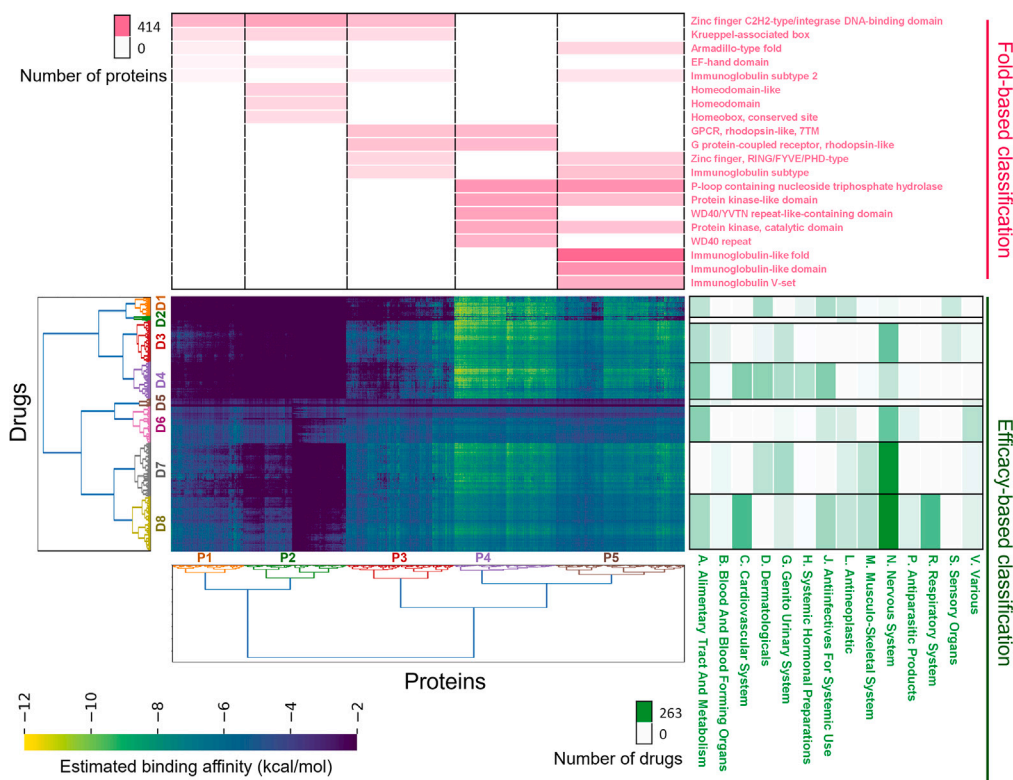 414
0
Number of proteins
Zinc finger C2H2-type/integrase DNA-binding domain
Krueppel-associated box
Armadillo-type fold
EF-hand domain
Immunoglobulin subtype 2
Homeodomain-like
Homeodomain
Homeobox, conserved site
GPCR, rhodopsin-like, 7TM
G protein-coupled receptor, rhodopsin-like
Zinc finger, RING/FYVE/PHD-type
Immunoglobulin subtype
P-loop containing nucleoside triphosphate hydrolase
Protein kinase-like domain
WD40/YVTN repeat-like-containing domain
Protein kinase, catalytic domain
WD40 repeat
Immunoglobulin-like fold
Immunoglobulin-like domain
Immunoglobulin V-set
Fold-based classification
Drugs
D1
D2
D3
D4
D5
D6
D7
D8
P1
P2
P3
P4
P5
Proteins
A. Alimentary Tract And Metabolism
B. Blood And Blood Forming Organs
C. Cardiovascular System
D. Dermatologicals
G. Genito Urinary System
H. Systemic Hormonal Preparations
J. Antiinfectives For Systemic Use
L. Antineoplastic
M. Musculo-Skeletal System
N. Nervous System
P. Antiparasitic Products
R. Respiratory System
S. Sensory Organs
V. Various
Efficacy-based classification
−12
−10
−8
−6
−4
−2
Estimated binding affinity (kcal/mol)
263
0
Number of drugs